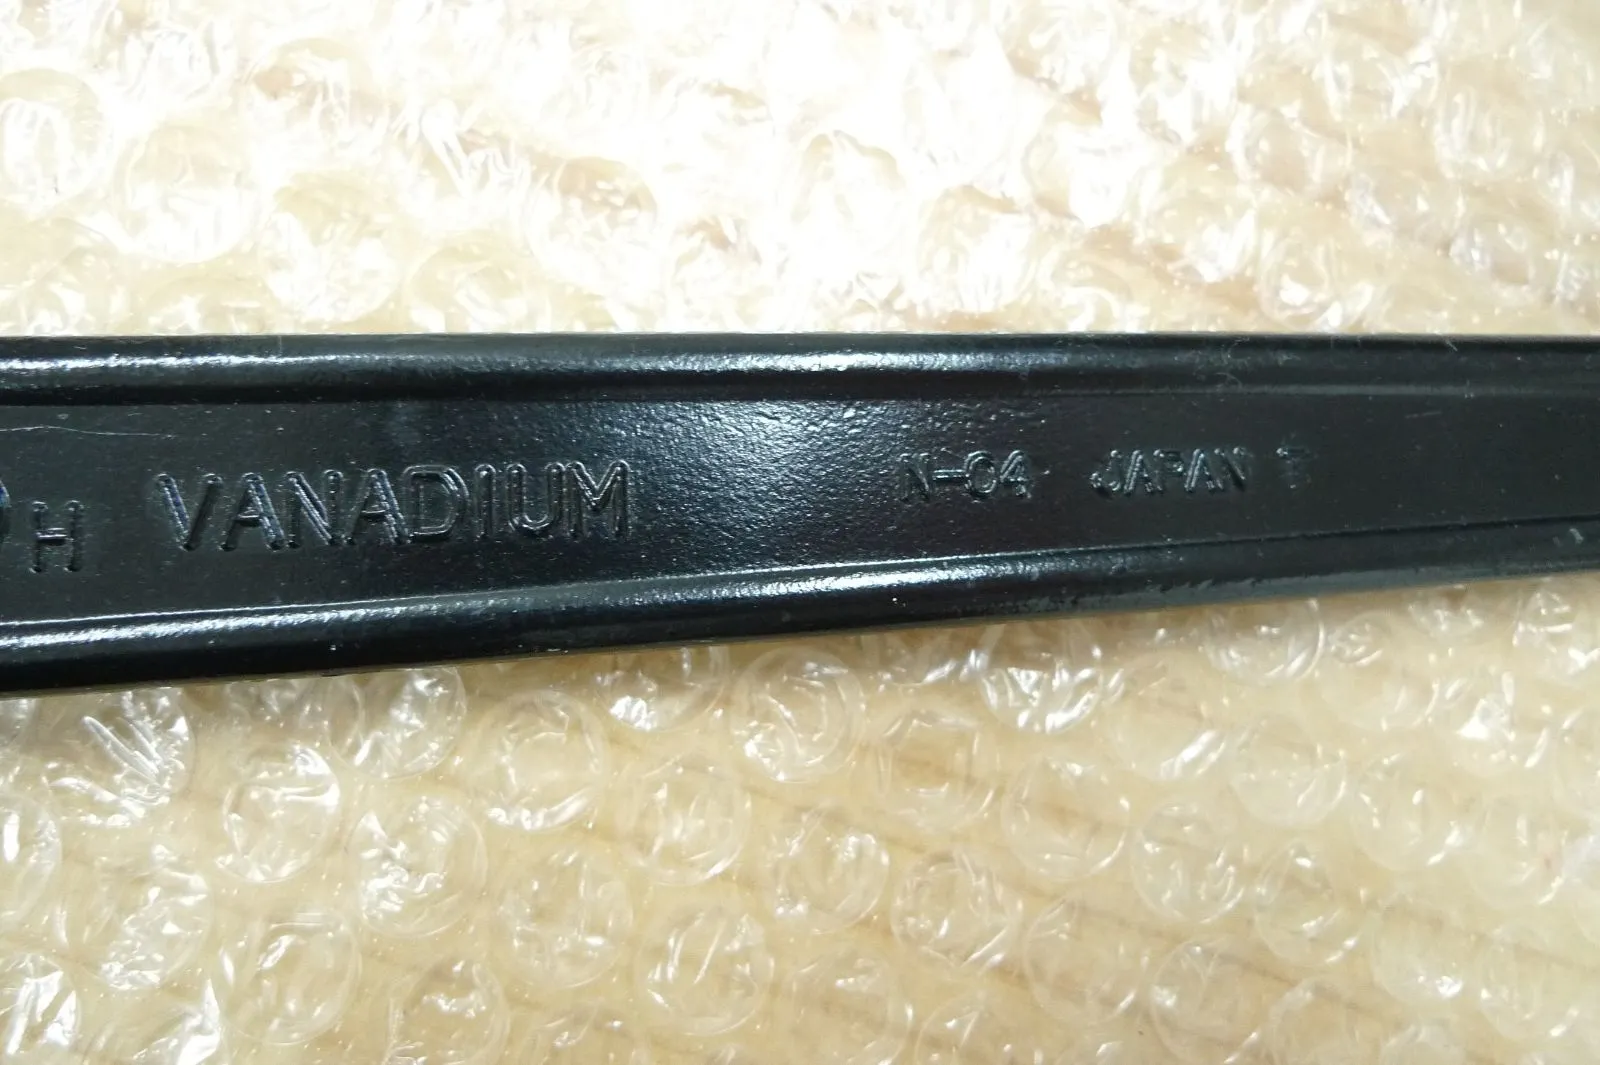 H VANADIUM N-04 JAPAN T